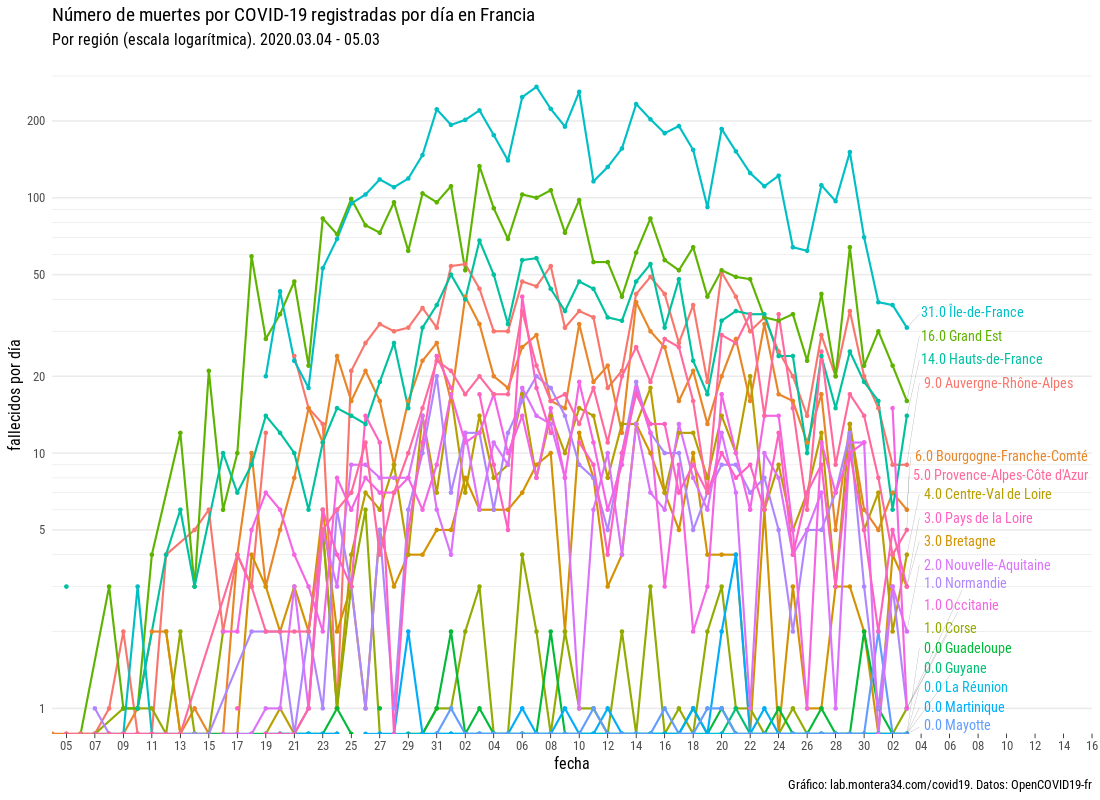 Número de muertes por COVID-19 registradas por día en Francia
Por región (escala logarítmica). 2020.03.04 - 05.03
fallecidos por día
200
100
50
20
10
5
1
31.0 Île-de-France
16.0 Grand Est
14.0 Hauts-de-France
9.0 Auvergne-Rhône-Alpes
6.0 Bourgogne-Franche-Comté
5.0 Provence-Alpes-Côte d'Azur
4.0 Centre-Val de Loire
3.0 Pays de la Loire
3.0 Bretagne
2.0 Nouvelle-Aquitaine
1.0 Normandie
1.0 Occitanie
1.0 Corse
0.0 Guadeloupe
0.0 Guyane
0.0 La Réunion
0.0 Martinique
0.0 Mayotte
05 07 09 11 13 15 17 19 21 23 25 27 29 31 02 04 06 08 10 12 14 16 18 20 22 24 26 28 30 02 04 06 08 10 12 14 16
fecha
Gráfico: lab.montera34.com/covid19. Datos: OpenCOVID19-fr